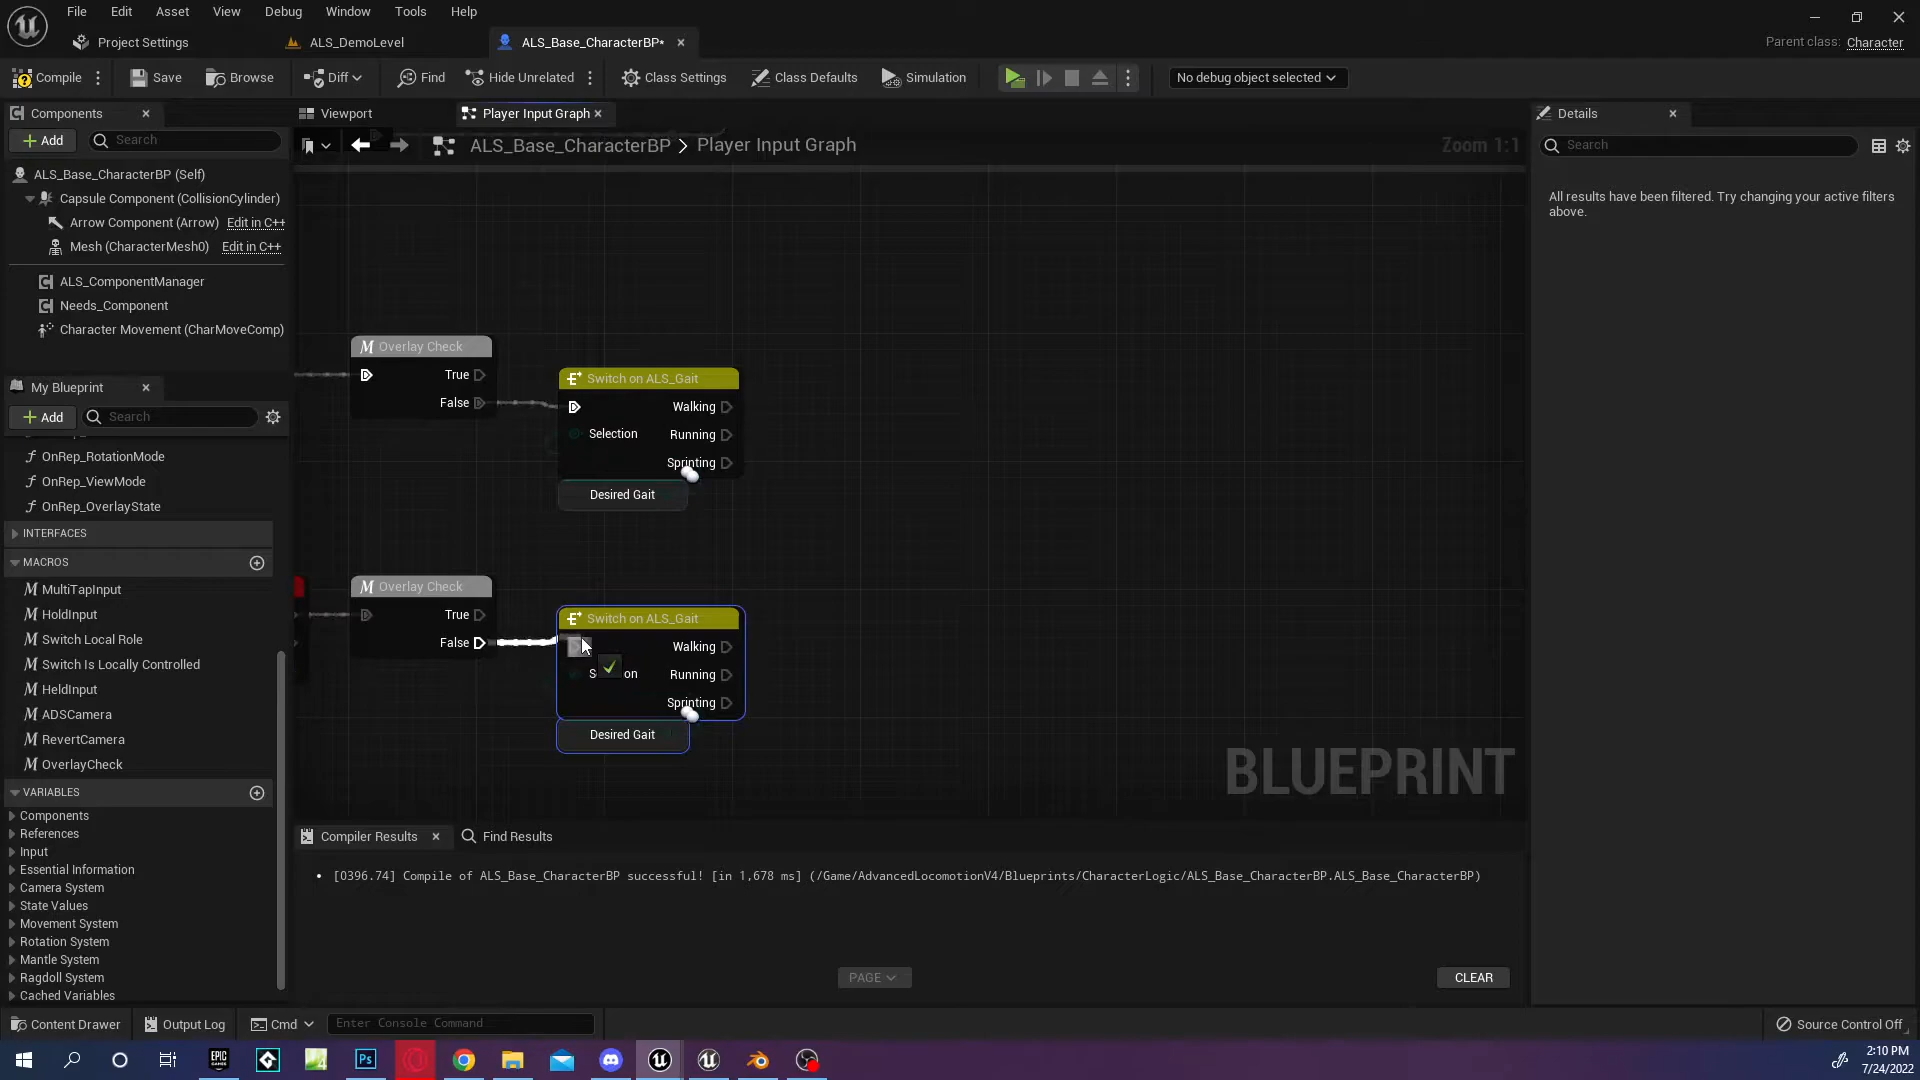 File Edit Asset View Debug Window Tools Help
Project Settings ALS_DemoLevel ALS_Base_CharacterBP*
Parent class: Character
Compile Save Browse Diff Find Hide Unrelated Class Settings Class Defaults Simulation No debug object selected
Components
Add Search
ALS_Base_CharacterBP (Self)
Capsule Component (CollisionCylinder)
Arrow Component (Arrow) Edit in C++
Mesh (CharacterMesh0) Edit in C++
ALS_ComponentManager
Needs_Component
Character Movement (CharMoveComp)
My Blueprint
Add Search
OnRep_RotationMode
OnRep_ViewMode
OnRep_OverlayState
INTERFACES
MACROS
MultiTapInput
HoldInput
Switch Local Role
Switch Is Locally Controlled
HeldInput
ADSCamera
RevertCamera
OverlayCheck
VARIABLES
Components
References
Input
Essential Information
Camera System
State Values
Movement System
Rotation System
Mantle System
Ragdoll System
Cached Variables
Viewport Player Input Graph
ALS_Base_CharacterBP > Player Input Graph
Zoom 1:1
Overlay Check
True
False
Switch on ALS_Gait
Walking
Selection Running
Sprinting
Desired Gait
Overlay Check
True
False
Switch on ALS_Gait
Walking
Running
Sprinting
Desired Gait
BLUEPRINT
Compiler Results Find Results
[0396.74] Compile of ALS_Base_CharacterBP successful! [in 1,678 ms] (/Game/AdvancedLocomotionV4/Blueprints/CharacterLogic/ALS_Base_CharacterBP.ALS_Base_CharacterBP)
PAGE
CLEAR
Details
Search
All results have been filtered. Try changing your active filters
above.
Content Drawer Output Log Cmd Enter Console Command Source Control Off
EPIC GAMES
Ps
2:10 PM
7/24/2022